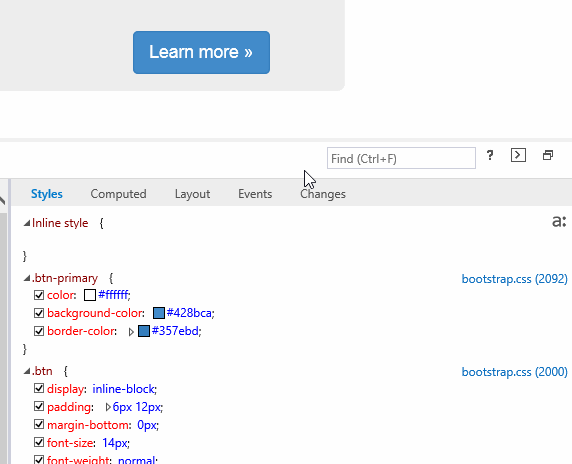 Learn more »
Find (Ctrl+F) ?
Styles Computed Layout Events Changes
Inline style { a:
}
.btn-primary { bootstrap.css (2092)
color: #ffffff;
background-color: #428bca;
border-color: #357ebd;
}
.btn { bootstrap.css (2000)
display: inline-block;
padding: 6px 12px;
margin-bottom: 0px;
font-size: 14px;
font-weight: normal;